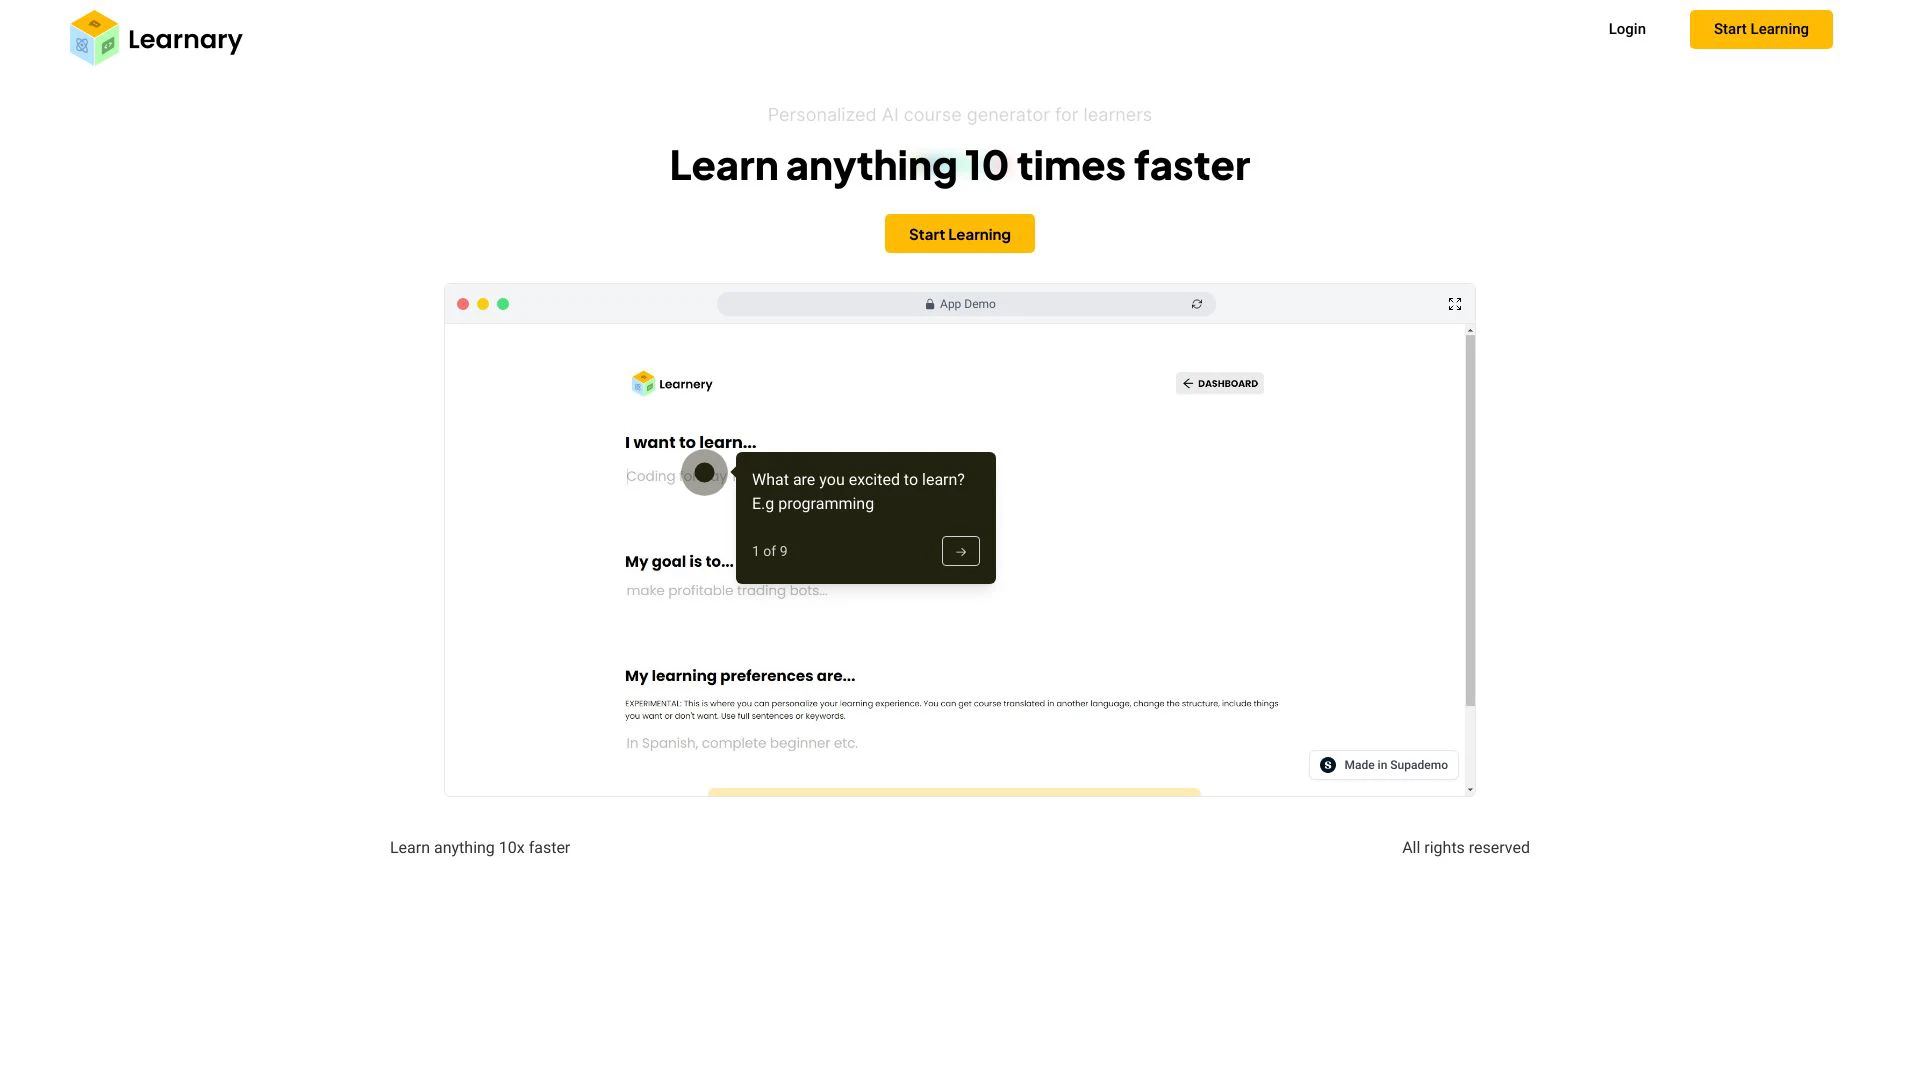 Learnary
Login
Start Learning
Personalized AI course generator for learners
Learn anything 10 times faster
Start Learning
App Demo
Learnery
DASHBOARD
I want to learn...
Coding for
What are you excited to learn?
E.g programming
1 of 9
My goal is to...
make profitable trading bots...
My learning preferences are...
EXPERIMENTAL: This is where you can personalize your learning experience. You can get course translated in another language, change the structure, include things
you want or don't want. Use full sentences or keywords.
In Spanish, complete beginner etc.
S Made in Supademo
Learn anything 10x faster
All rights reserved